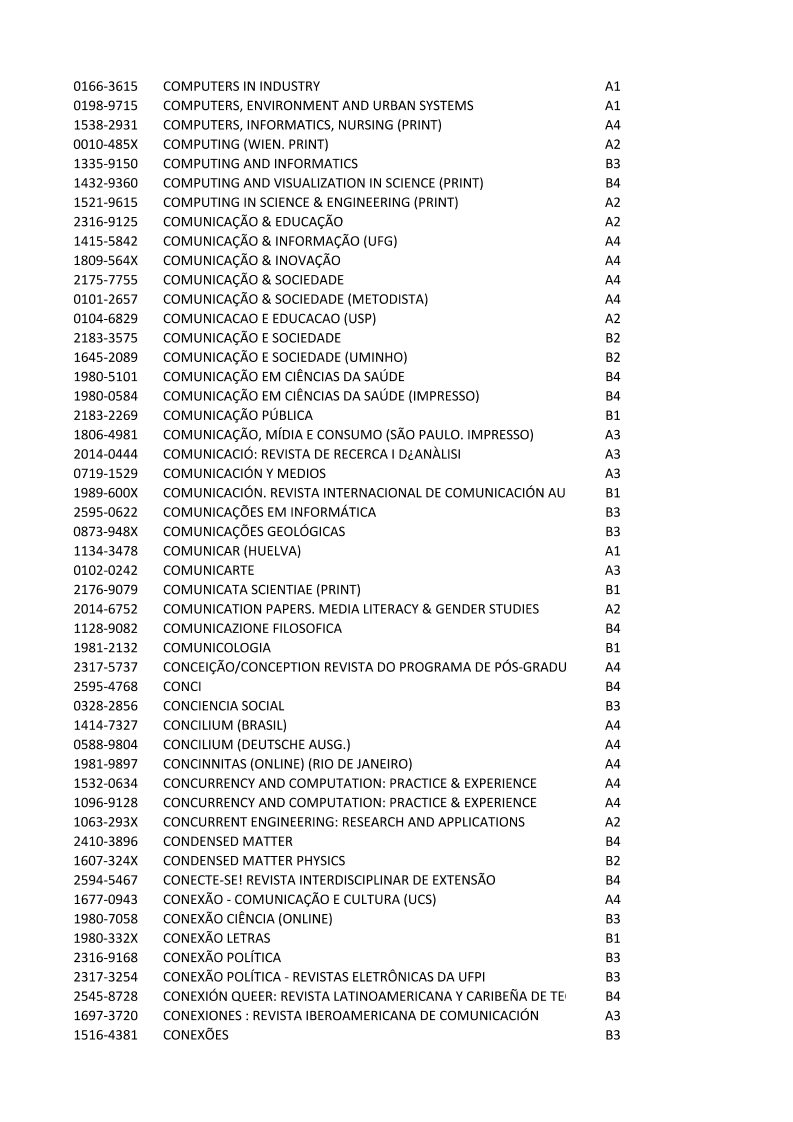 0166-3615 COMPUTERS IN INDUSTRY A1
0198-9715 COMPUTERS, ENVIRONMENT AND URBAN SYSTEMS A1
1538-2931 COMPUTERS, INFORMATICS, NURSING (PRINT) A4
0010-485X COMPUTING (WIEN. PRINT) A2
1335-9150 COMPUTING AND INFORMATICS B3
1432-9360 COMPUTING AND VISUALIZATION IN SCIENCE (PRINT) B4
1521-9615 COMPUTING IN SCIENCE & ENGINEERING (PRINT) A2
2316-9125 COMUNICAÇÃO & EDUCAÇÃO A2
1415-5842 COMUNICAÇÃO & INFORMAÇÃO (UFG) A4
1809-564X COMUNICAÇÃO & INOVAÇÃO A4
2175-7755 COMUNICAÇÃO & SOCIEDADE A4
0101-2657 COMUNICAÇÃO & SOCIEDADE (METODISTA) A4
0104-6829 COMUNICACAO E EDUCACAO (USP) A2
2183-3575 COMUNICAÇÃO E SOCIEDADE B2
1645-2089 COMUNICAÇÃO E SOCIEDADE (UMINHO) B2
1980-5101 COMUNICAÇÃO EM CIÊNCIAS DA SAÚDE B4
1980-0584 COMUNICAÇÃO EM CIÊNCIAS DA SAÚDE (IMPRESSO) B4
2183-2269 COMUNICAÇÃO PÚBLICA B1
1806-4981 COMUNICAÇÃO, MÍDIA E CONSUMO (SÃO PAULO. IMPRESSO) A3
2014-0444 COMUNICACIÓ: REVISTA DE RECERCA I D¿ANÀLISI A3
0719-1529 COMUNICACIÓN Y MEDIOS A3
1989-600X COMUNICACIÓN. REVISTA INTERNACIONAL DE COMUNICACIÓN AU B1
2595-0622 COMUNICAÇÕES EM INFORMÁTICA B3
0873-948X COMUNICAÇÕES GEOLÓGICAS B3
1134-3478 COMUNICAR (HUELVA) A1
0102-0242 COMUNICARTE A3
2176-9079 COMUNICATA SCIENTIAE (PRINT) B1
2014-6752 COMUNICATION PAPERS. MEDIA LITERACY & GENDER STUDIES A2
1128-9082 COMUNICAZIONE FILOSOFICA B4
1981-2132 COMUNICOLOGIA B1
2317-5737 CONCEIÇÃO/CONCEPTION REVISTA DO PROGRAMA DE PÓS-GRADU A4
2595-4768 CONCI B4
0328-2856 CONCIENCIA SOCIAL B3
1414-7327 CONCILIUM (BRASIL) A4
0588-9804 CONCILIUM (DEUTSCHE AUSG.) A4
1981-9897 CONCINNITAS (ONLINE) (RIO DE JANEIRO) A4
1532-0634 CONCURRENCY AND COMPUTATION: PRACTICE & EXPERIENCE A4
1096-9128 CONCURRENCY AND COMPUTATION: PRACTICE & EXPERIENCE A4
1063-293X CONCURRENT ENGINEERING: RESEARCH AND APPLICATIONS A2
2410-3896 CONDENSED MATTER B4
1607-324X CONDENSED MATTER PHYSICS B2
2594-5467 CONECTE-SE! REVISTA INTERDISCIPLINAR DE EXTENSÃO B4
1677-0943 CONEXÃO - COMUNICAÇÃO E CULTURA (UCS) A4
1980-7058 CONEXÃO CIÊNCIA (ONLINE) B3
1980-332X CONEXÃO LETRAS B1
2316-9168 CONEXÃO POLÍTICA B3
2317-3254 CONEXÃO POLÍTICA - REVISTAS ELETRÔNICAS DA UFPI B3
2545-8728 CONEXIÓN QUEER: REVISTA LATINOAMERICANA Y CARIBEÑA DE B4
1697-3720 CONEXIONES : REVISTA IBEROAMERICANA DE COMUNICACIÓN A3
1516-4381 CONEXÕES B3